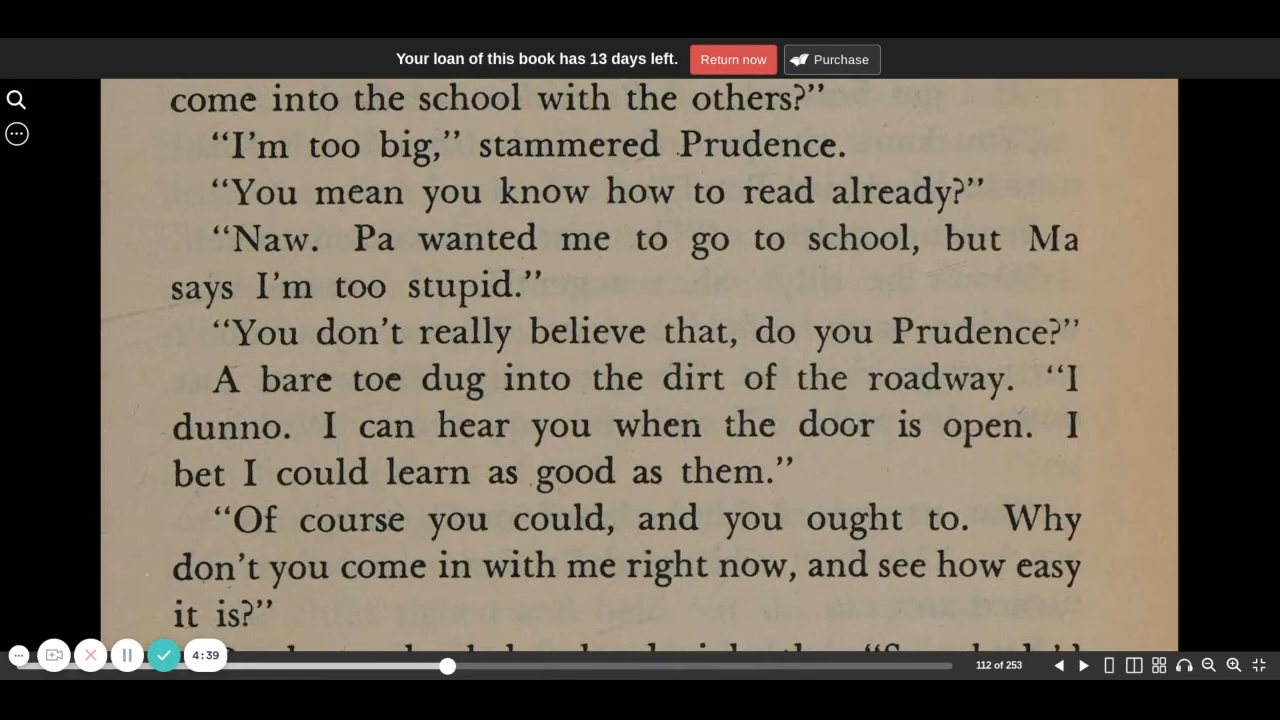 Your loan of this book has 13 days left. Return now Purchase
come into the school with the others?”
“I’m too big,” stammered Prudence.
“You mean you know how to read already?”
“Naw. Pa wanted me to go to school, but Ma
says I’m too stupid.”
“You don’t really believe that, do you Prudence?”
A bare toe dug into the dirt of the roadway. “I
dunno. I can hear you when the door is open. I
bet I could learn as good as them.”
“Of course you could, and you ought to. Why
don’t you come in with me right now, and see how easy
it is?”
4:39
112 of 253